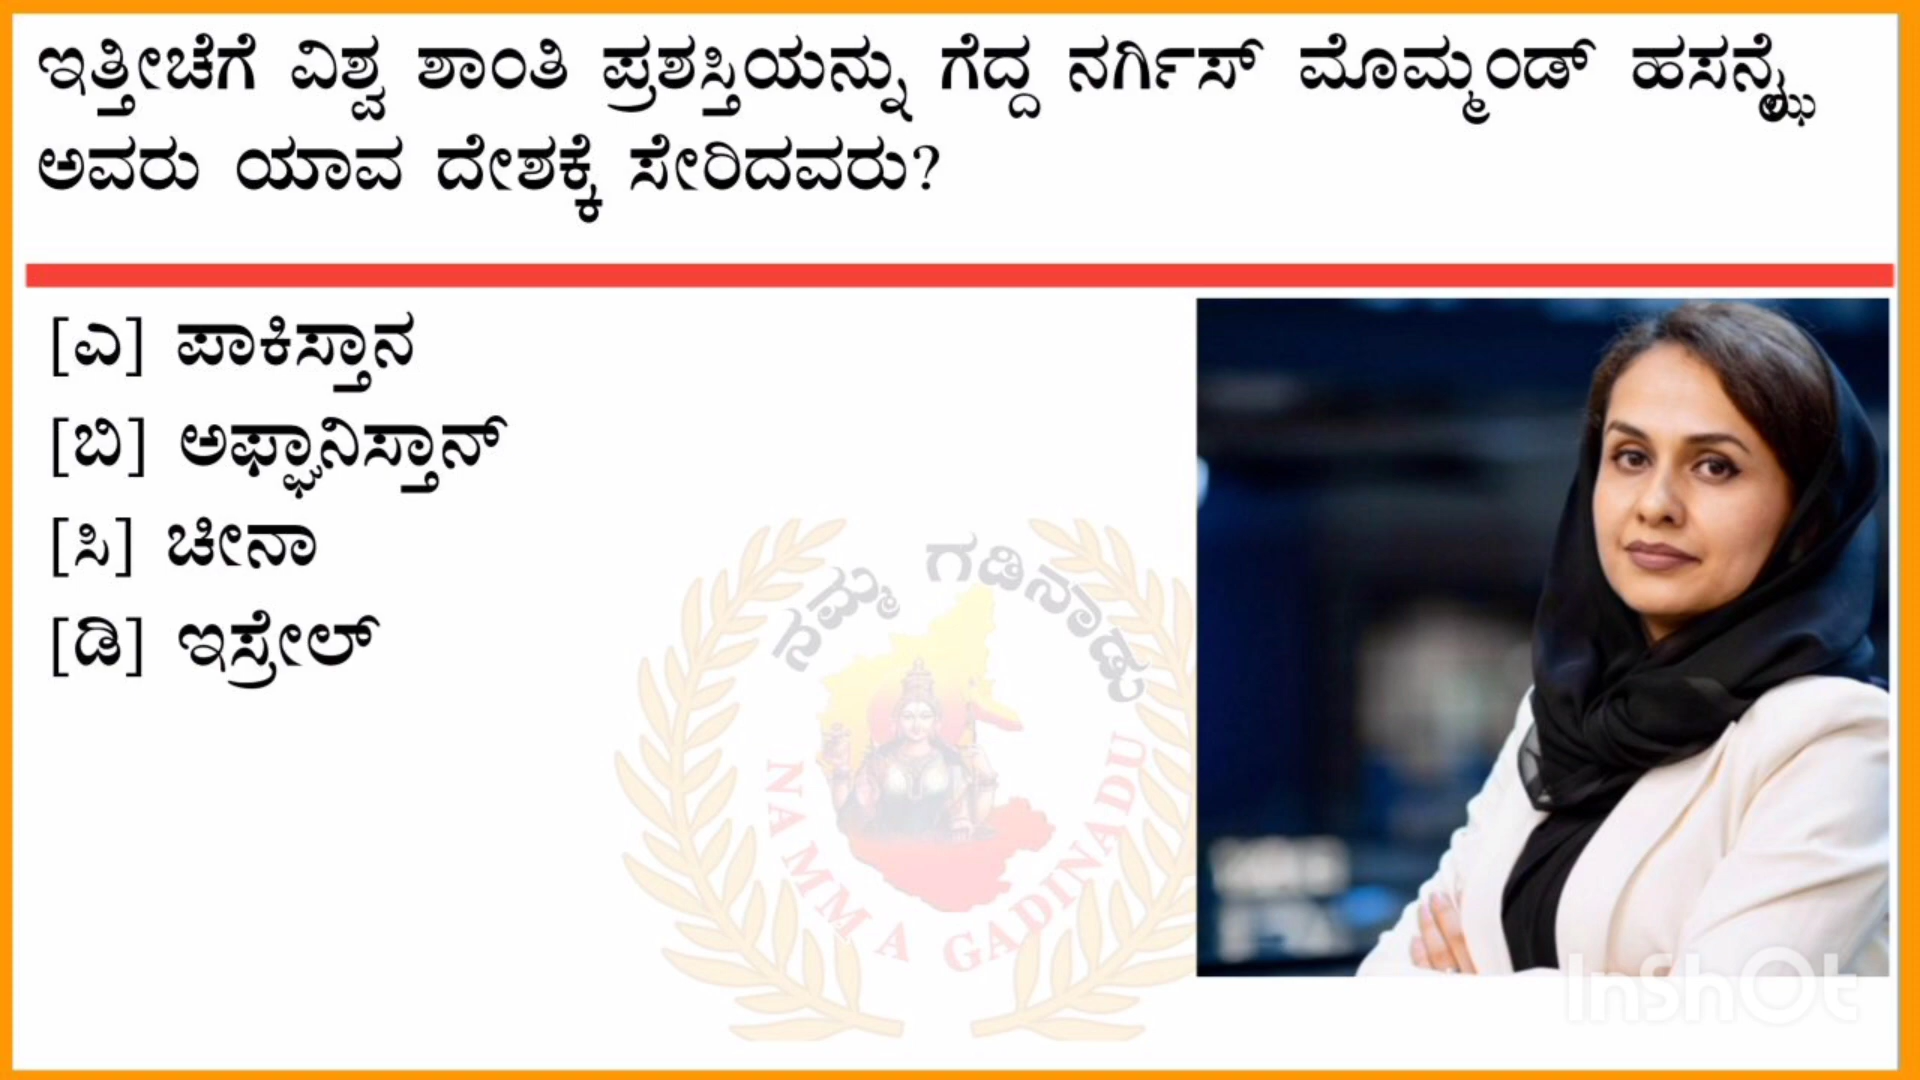 ಇತ್ತೀಚೆಗೆ ವಿಶ್ವ ಶಾಂತಿ ಪ್ರಶಸ್ತಿಯನ್ನು ಗೆದ್ದ ನರ್ಗಿಸ್ ಮೊಮ್ಮಂಡ್ ಹಸನ್ಝೈ
ಅವರು ಯಾವ ದೇಶಕ್ಕೆ ಸೇರಿದವರು?
[ಎ] ಪಾಕಿಸ್ತಾನ
[ಬಿ] ಅಫ್ಘಾನಿಸ್ತಾನ್
[ಸಿ] ಚೀನಾ
[ಡಿ] ಇಸ್ರೇಲ್
ನಮ್ಮ ಗಡಿನಾಡು
NAMMA GADINADU
InShOt